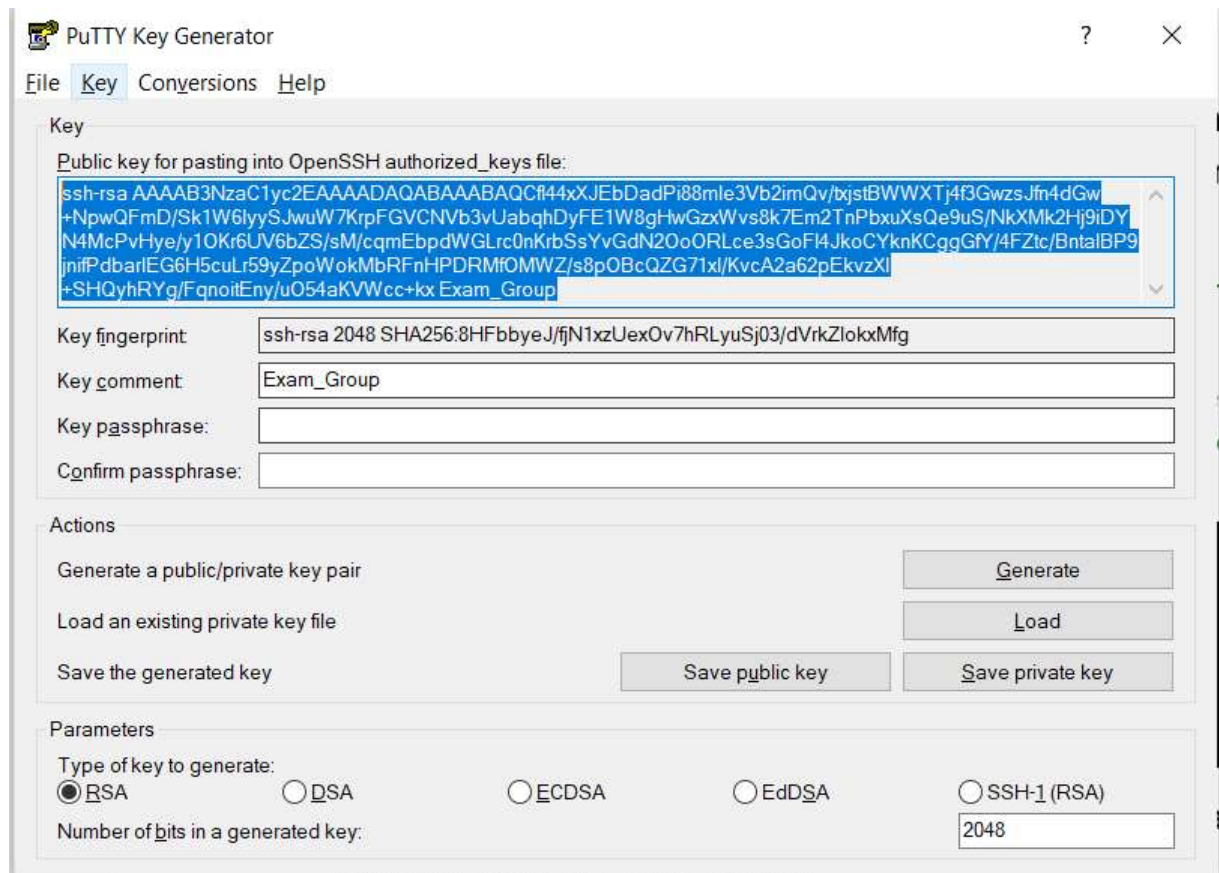 PuTTY Key Generator
?
File Key Conversions Help
Key
Public key for pasting into OpenSSH authorized_keys file:
ssh-rsa AAAAB3NzaC1yc2EAAAADAQABAAABAQCfl44xXJEbDadPi88mle3Vb2imQv/txjstBWWXTj4f3GwzsJfn4dGw
+NpwQFmD/Sk1W6lyySJwuW7KrpFGVCNVb3vUabqhDyFE1W8gHwGzxWvs8k7Em2TnPbxuXsQe9uS/NkXMk2Hj9iDY
N4McPvHye/y1OKr6UV6bZS/sM/cqmEbpdWGLrc0nKrbSsYvGdN2OoORLce3sGoFl4JkoCYknKCggGfY/4FZtc/BntalBP9
jnifPdbarlEG6H5cuLr59yZpoWokMbRFnHPDRMfOMWZ/s8pOBcQZG71xl/KvcA2a62pEkvzXl
+SHQyhRYg/FqnoitEny/uO54aKVWcc+kx Exam_Group
Key fingerprint: ssh-rsa 2048 SHA256:8HFbbyeJ/fjN1xzUexOv7hRLyuSj03/dVrkZlokxMfg
Key comment: Exam_Group
Key passphrase:
Confirm passphrase:
Actions
Generate a public/private key pair Generate
Load an existing private key file Load
Save the generated key Save public key Save private key
Parameters
Type of key to generate:
RSA DSA ECDSA EdDSA SSH-1 (RSA)
Number of bits in a generated key: 2048